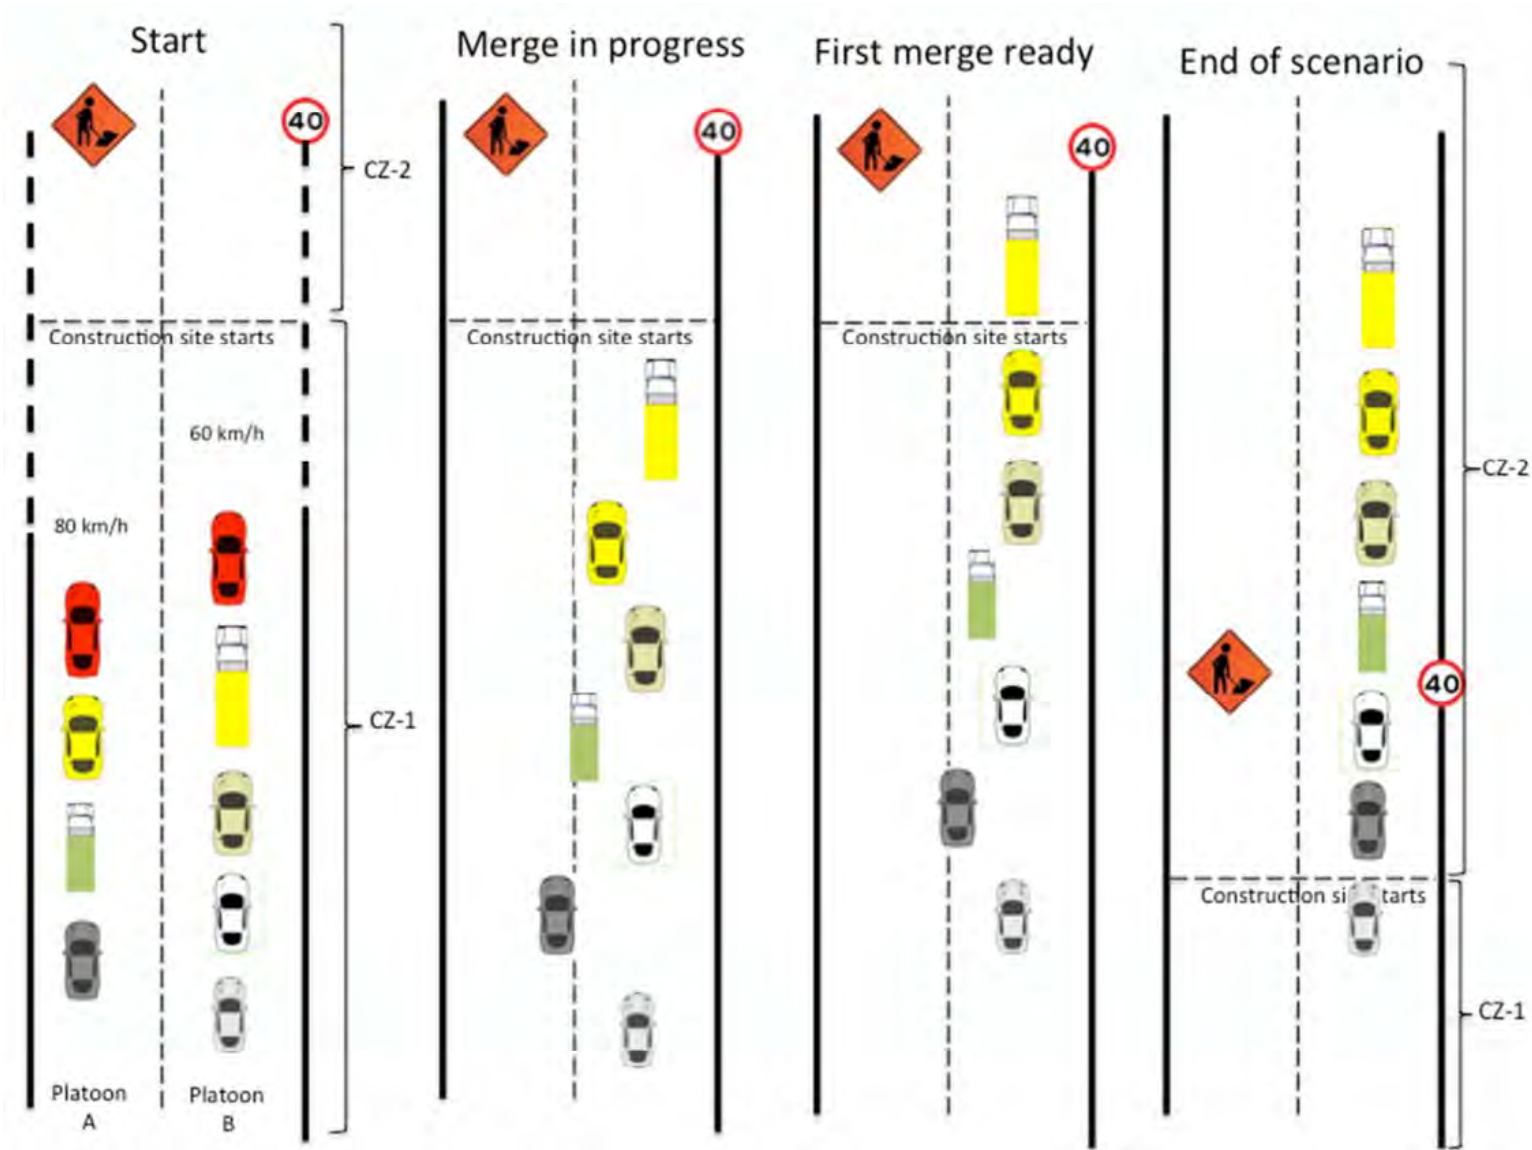 Start
Merge in progress
First merge ready
End of scenario
40
40
40
CZ-2
Construction site starts
Construction site starts
Construction site starts
60 km/h
80 km/h
CZ-2
40
CZ-1
Construction si tarts
CZ-1
Platoon
A
Platoon
B